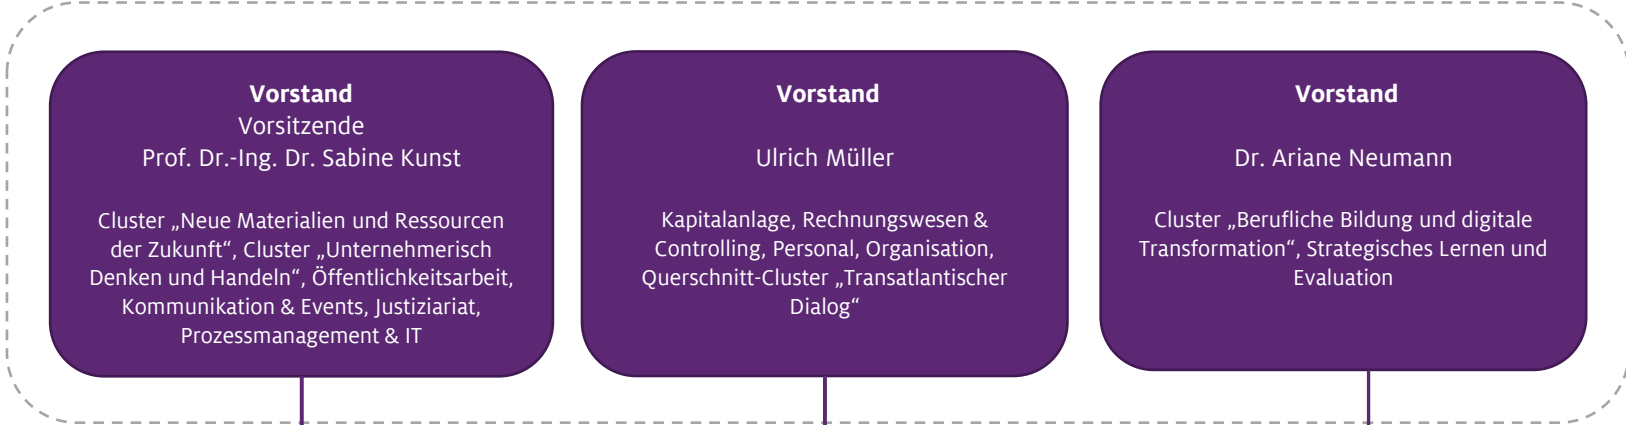 Vorstand
Vorsitzende
Prof. Dr.-Ing. Dr. Sabine Kunst
Cluster „Neue Materialien und Ressourcen
der Zukunft“, Cluster „Unternehmerisch
Denken und Handeln“, Öffentlichkeitsarbeit,
Kommunikation & Events, Justiziariat,
Prozessmanagement & IT
Vorstand
Ulrich Müller
Kapitalanlage, Rechnungswesen &
Controlling, Personal, Organisation,
Querschnitt-Cluster „Transatlantischer
Dialog“
Vorstand
Dr. Ariane Neumann
Cluster „Berufliche Bildung und digitale
Transformation“, Strategisches Lernen und
Evaluation